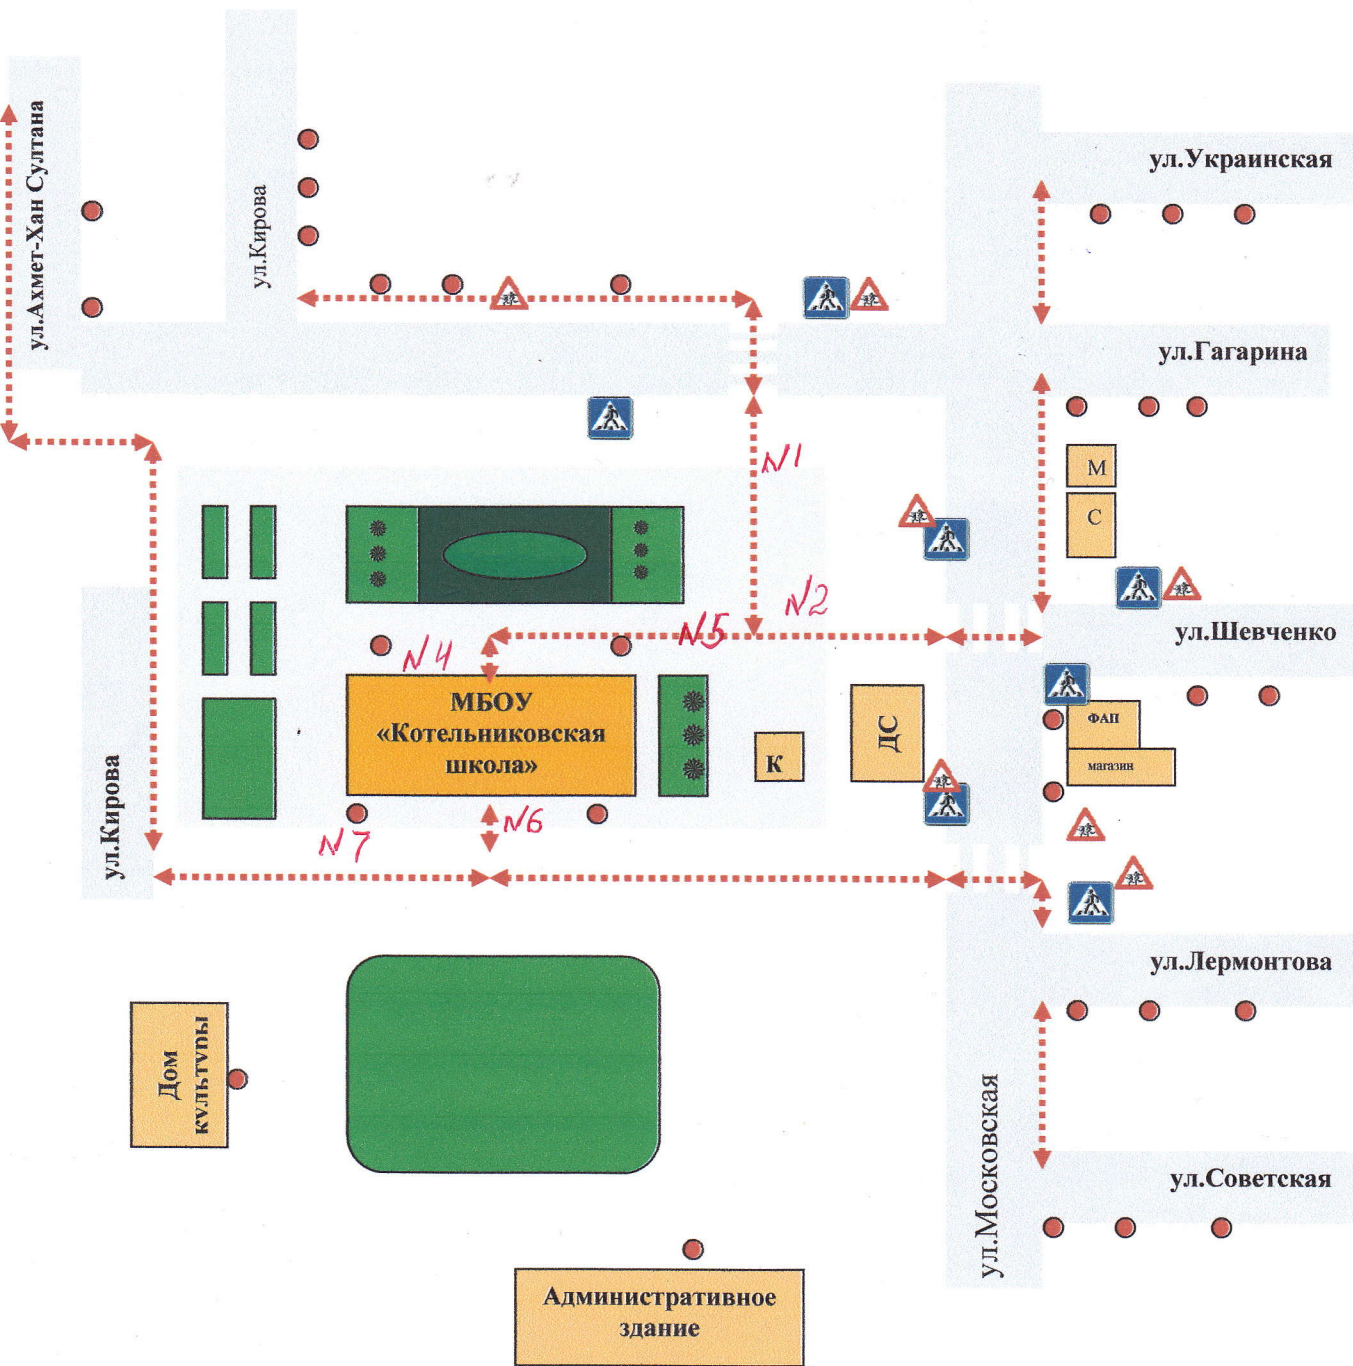 ул.Ахмет-Хан Султана
ул.Кирова
ул.Украинская
ул.Гагарина
N1
М
С
N2
N5
ул.Шевченко
N4
МБОУ
«Котельниковская
школа»
К
ДС
ФАП
магазин
ул.Кирова
N6
N7
ул.Лермонтова
Дом
культуры
ул.Московская
ул.Советская
Административное
здание